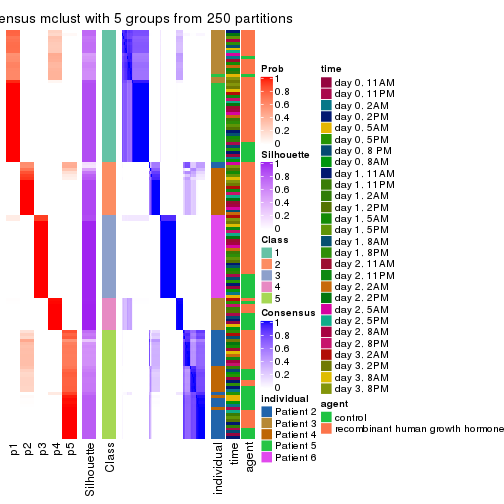 ensus mclust with 5 groups from 250 partitions
Prob
1
0.8
0.6
0.4
0.2
0
Silhouette
1
0.8
0.6
0.4
0.2
0
Class
1
2
3
4
5
Consensus
1
0.8
0.6
0.4
0.2
0
individual
Patient 2
Patient 3
Patient 4
Patient 5
Patient 6
time
day 0. 11AM
day 0. 11PM
day 0. 2AM
day 0. 2PM
day 0. 5AM
day 0. 5PM
day 0. 8 PM
day 0. 8AM
day 1. 11AM
day 1. 11PM
day 1. 2AM
day 1. 2PM
day 1. 5AM
day 1. 5PM
day 1. 8AM
day 1. 8PM
day 2. 11AM
day 2. 11PM
day 2. 2AM
day 2. 2PM
day 2. 5AM
day 2. 5PM
day 2. 8AM
day 2. 8PM
day 3. 2AM
day 3. 2PM
day 3. 8AM
day 3. 8PM
agent
control
recombinant human growth hormone
p1
p2
p3
p4
p5
Silhouette
Class
individual
time
agent